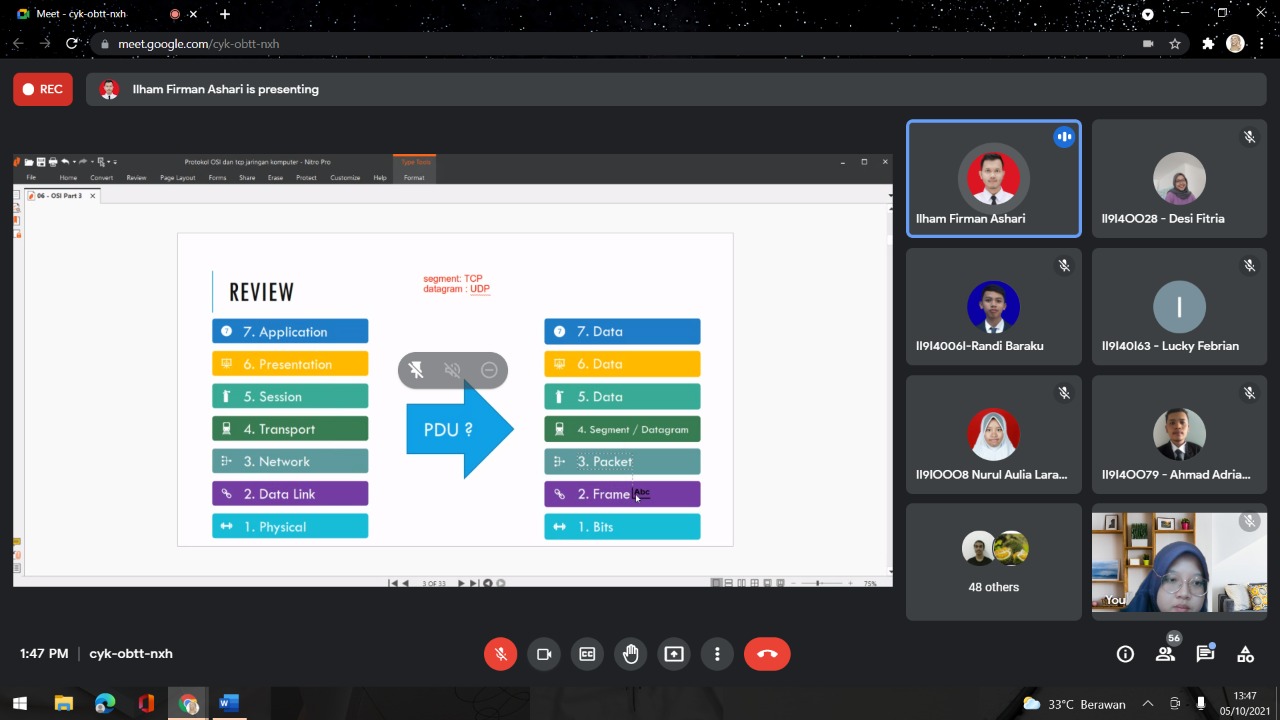 Meet - cyk-obtt-nxh
meet.google.com/cyk-obtt-nxh
REC
Ilham Firman Ashari is presenting
Protokol OSI dan tcp jaringan komputer - Nitro Pro
Type Tools
File Home Convert Review Page Layout Forms Share Erase Protect Customize Help Format
06 - OSI Part 3
REVIEW
segment: TCP
datagram : UDP
7. Application
6. Presentation
5. Session
4. Transport
3. Network
2. Data Link
1. Physical
PDU ?
7. Data
6. Data
5. Data
4. Segment / Datagram
3. Packet
2. Frame
Abc
1. Bits
3 OF 33
75%
Ilham Firman Ashari
II9I4OO28 - Desi Fitria
II9I4006I-Randi Baraku
II9I40I63 - Lucky Febrian
I
II9IOOO8 Nurul Aulia Lara...
II9I4OO79 - Ahmad Adria...
48 others
You
1:47 PM | cyk-obtt-nxh
56
33°C Berawan
13:47
05/10/2021